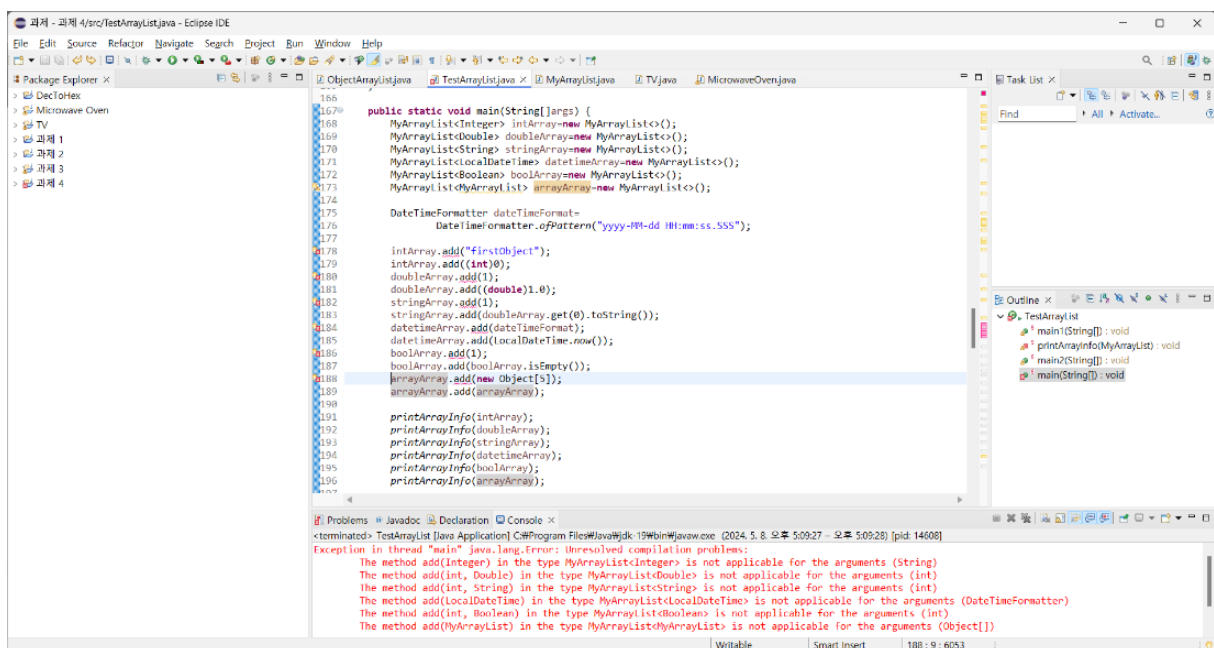 과제 - 과제 4/src/TestArrayList.java - Eclipse IDE
File Edit Source Refactor Navigate Search Project Run Window Help
Package Explorer
DecToHex
Microwave Oven
TV
과제 1
과제 2
과제 3
과제 4
ObjectArrayList.java TestArrayList.java MyArrayList.java TV.java MicrowaveOven.java
166
167 public static void main(String[]args) {
168 MyArrayList<Integer> intArray=new MyArrayList<>();
169 MyArrayList<Double> doubleArray=new MyArrayList<>();
170 MyArrayList<String> stringArray=new MyArrayList<>();
171 MyArrayList<LocalDateTime> datetimeArray=new MyArrayList<>();
172 MyArrayList<Boolean> boolArray=new MyArrayList<>();
173 MyArrayList<MyArrayList> arrayArray=new MyArrayList<>();
174
175 DateTimeFormatter dateTimeFormat=
176 DateTimeFormatter.ofPattern("yyyy-MM-dd HH:mm:ss.SSS");
177
178 intArray.add("firstObject");
179 intArray.add((int)0);
180 doubleArray.add(1);
181 doubleArray.add((double)1.0);
182 stringArray.add(1);
183 stringArray.add(doubleArray.get(0).toString());
184 datetimeArray.add(dateTimeFormat);
185 datetimeArray.add(LocalDateTime.now());
186 boolArray.add(1);
187 boolArray.add(boolArray.isEmpty());
188 arrayArray.add(new Object[5]);
189 arrayArray.add(arrayArray);
190
191 printArrayInfo(intArray);
192 printArrayInfo(doubleArray);
193 printArrayInfo(stringArray);
194 printArrayInfo(datetimeArray);
195 printArrayInfo(boolArray);
196 printArrayInfo(arrayArray);
197
Task List
Find All Activate...
Outline
TestArrayList
main1(String[]) : void
printArrayInfo(MyArrayList) : void
main2(String[]) : void
main(String[]) : void
Problems Javadoc Declaration Console
<terminated> TestArrayList [Java Application] C:₩Program Files₩Java₩jdk-19₩bin₩javaw.exe (2024. 5. 8. 오후 5:09:27 – 오후 5:09:28) [pid: 14608]
Exception in thread "main" java.lang.Error: Unresolved compilation problems:
The method add(Integer) in the type MyArrayList<Integer> is not applicable for the arguments (String)
The method add(int, Double) in the type MyArrayList<Double> is not applicable for the arguments (int)
The method add(int, String) in the type MyArrayList<String> is not applicable for the arguments (int)
The method add(LocalDateTime) in the type MyArrayList<LocalDateTime> is not applicable for the arguments (DateTimeFormatter)
The method add(int, Boolean) in the type MyArrayList<Boolean> is not applicable for the arguments (int)
The method add(MyArrayList) in the type MyArrayList<MyArrayList> is not applicable for the arguments (Object[])
Writable Smart Insert 188 : 9 : 6053